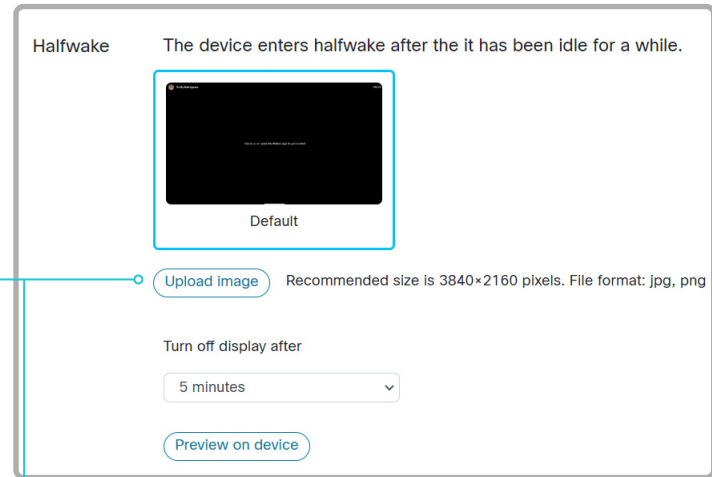 Halfwake
The device enters halfwake after the it has been idle for a while.
Default
Upload image
Recommended size is 3840×2160 pixels. File format: jpg, png
Turn off display after
5 minutes
Preview on device